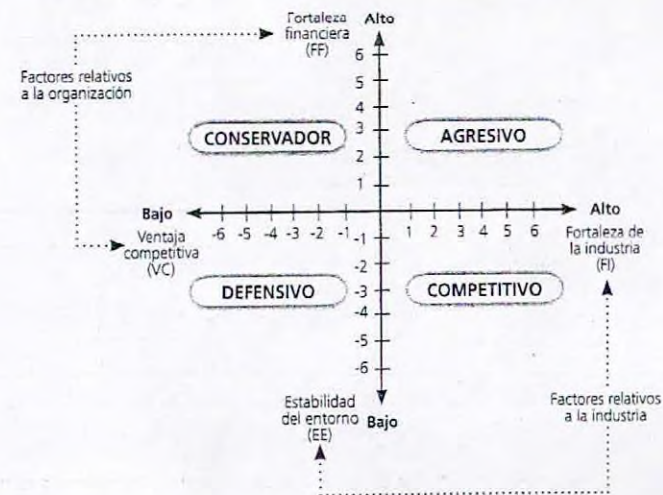 Fortaleza
financiera
(FF)
Alto
Factores relativos
a la organización
6
5
4
3
2
1
CONSERVADOR
AGRESIVO
Bajo
Alto
-6 -5 -4 -3 -2 -1
1 2 3 4 5 6
Ventaja
competitiva
(VC)
Fortaleza de
la industria
(FI)
-1
-2
-3
-4
-5
-6
DEFENSIVO
COMPETITIVO
Estabilidad
del entorno
(EE)
Bajo
Factores relativos
a la industria